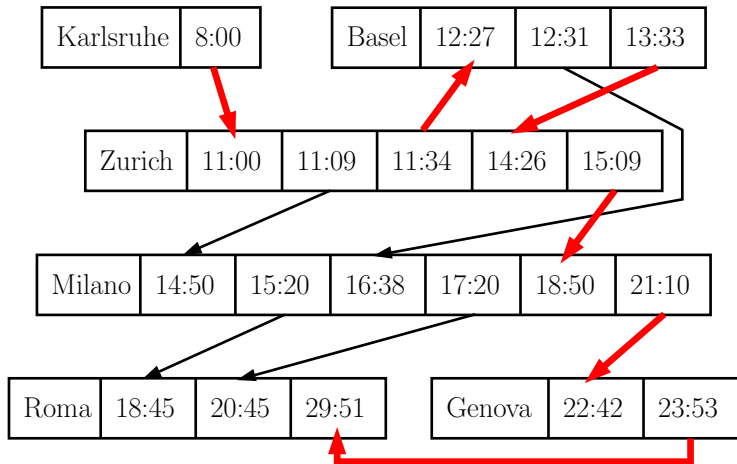 Karlsruhe 8:00 Basel 12:27 12:31 13:33
Zurich 11:00 11:09 11:34 14:26 15:09
Milano 14:50 15:20 16:38 17:20 18:50 21:10
Roma 18:45 20:45 29:51 Genova 22:42 23:53